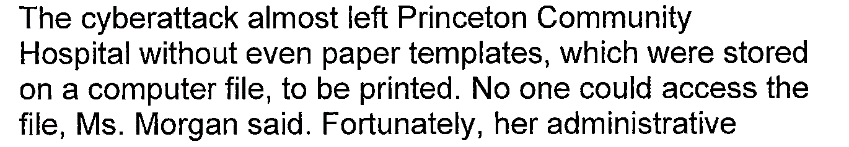 The cyberattack almost left Princeton Community
Hospital without even paper templates, which were stored
on a computer file, to be printed. No one could access the
file, Ms. Morgan said. Fortunately, her administrative